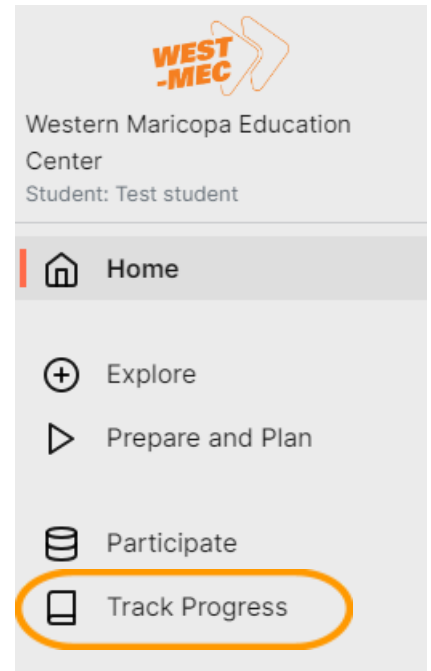 WEST
-MEC
Western Maricopa Education
Center
Student: Test student
Home
Explore
Prepare and Plan
Participate
Track Progress